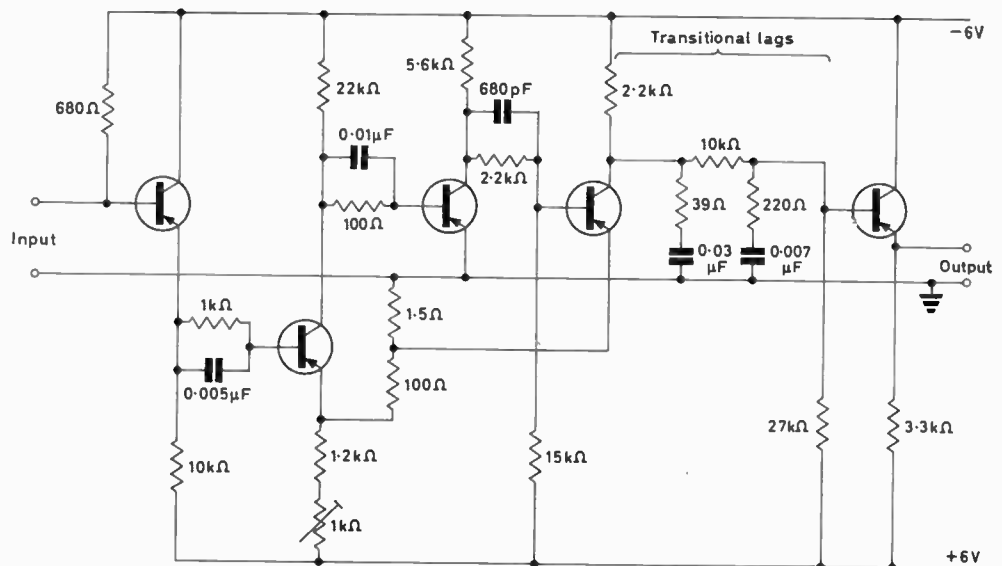 −6V
Transitional lags
5·6kΩ
680pF
2·2kΩ
22kΩ
680Ω
0·01μF
10kΩ
2·2kΩ
100Ω
39Ω
220Ω
Input
0·03
μF
0·007
μF
Output
1kΩ
1·5Ω
0·005μF
100Ω
10kΩ
1·2kΩ
15kΩ
27kΩ
3·3kΩ
1kΩ
+6V